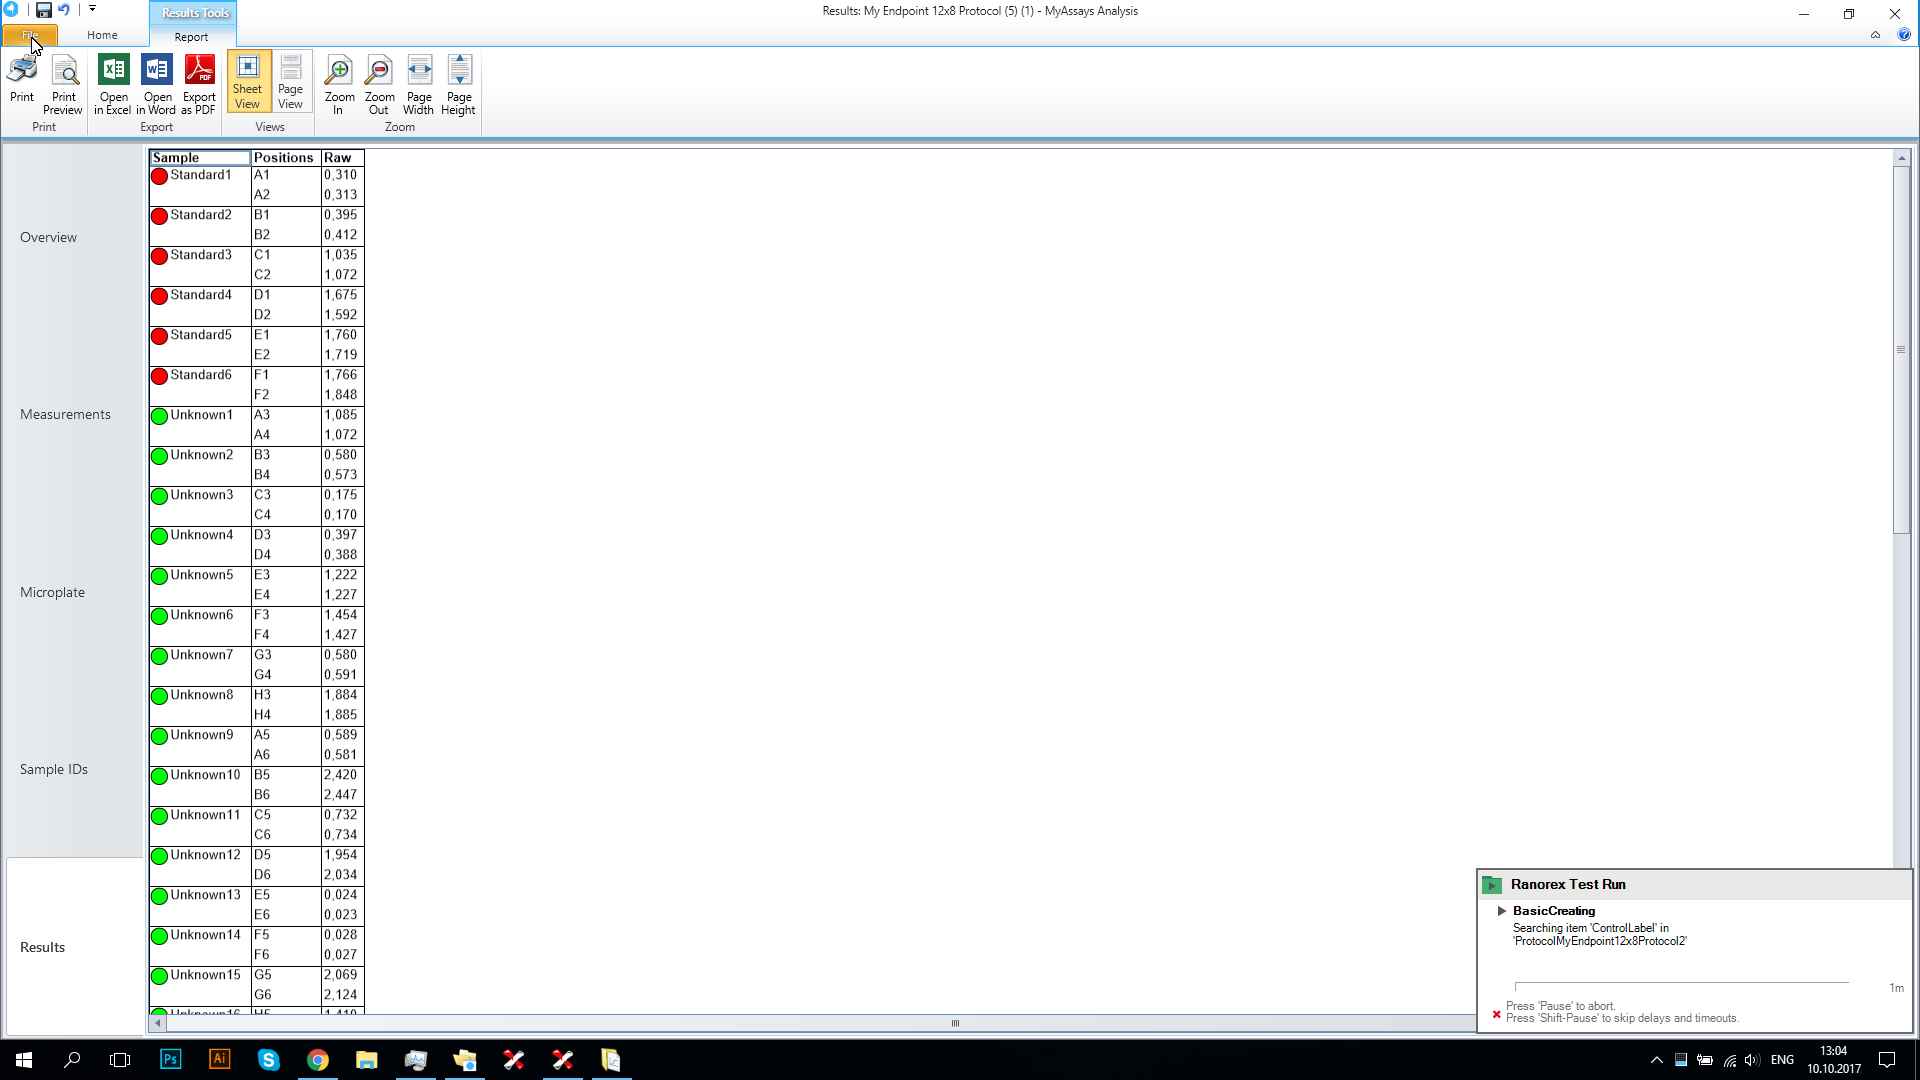 Results Tools
Results: My Endpoint 12x8 Protocol (5) (1) - MyAssays Analysis
File
Home
Report
Print
Print Preview
Open in Excel
Open in Word
Export as PDF
Sheet View
Page View
Zoom In
Zoom Out
Page Width
Page Height
Print
Export
Views
Zoom
Overview
Measurements
Microplate
Sample IDs
Results
Sample Positions Raw
Standard1 A1 0,310
A2 0,313
Standard2 B1 0,395
B2 0,412
Standard3 C1 1,035
C2 1,072
Standard4 D1 1,675
D2 1,592
Standard5 E1 1,760
E2 1,719
Standard6 F1 1,766
F2 1,848
Unknown1 A3 1,085
A4 1,072
Unknown2 B3 0,580
B4 0,573
Unknown3 C3 0,175
C4 0,170
Unknown4 D3 0,397
D4 0,388
Unknown5 E3 1,222
E4 1,227
Unknown6 F3 1,454
F4 1,427
Unknown7 G3 0,580
G4 0,591
Unknown8 H3 1,884
H4 1,885
Unknown9 A5 0,589
A6 0,581
Unknown10 B5 2,420
B6 2,447
Unknown11 C5 0,732
C6 0,734
Unknown12 D5 1,954
D6 2,034
Unknown13 E5 0,024
E6 0,023
Unknown14 F5 0,028
F6 0,027
Unknown15 G5 2,069
G6 2,124
Unknown16 H5 1,410
Ranorex Test Run
BasicCreating
Searching item 'ControlLabel' in
'ProtocolMyEndpoint12x8Protocol2'
1m
Press 'Pause' to abort.
Press 'Shift-Pause' to skip delays and timeouts.
Ps
Ai
ENG
13:04
10.10.2017